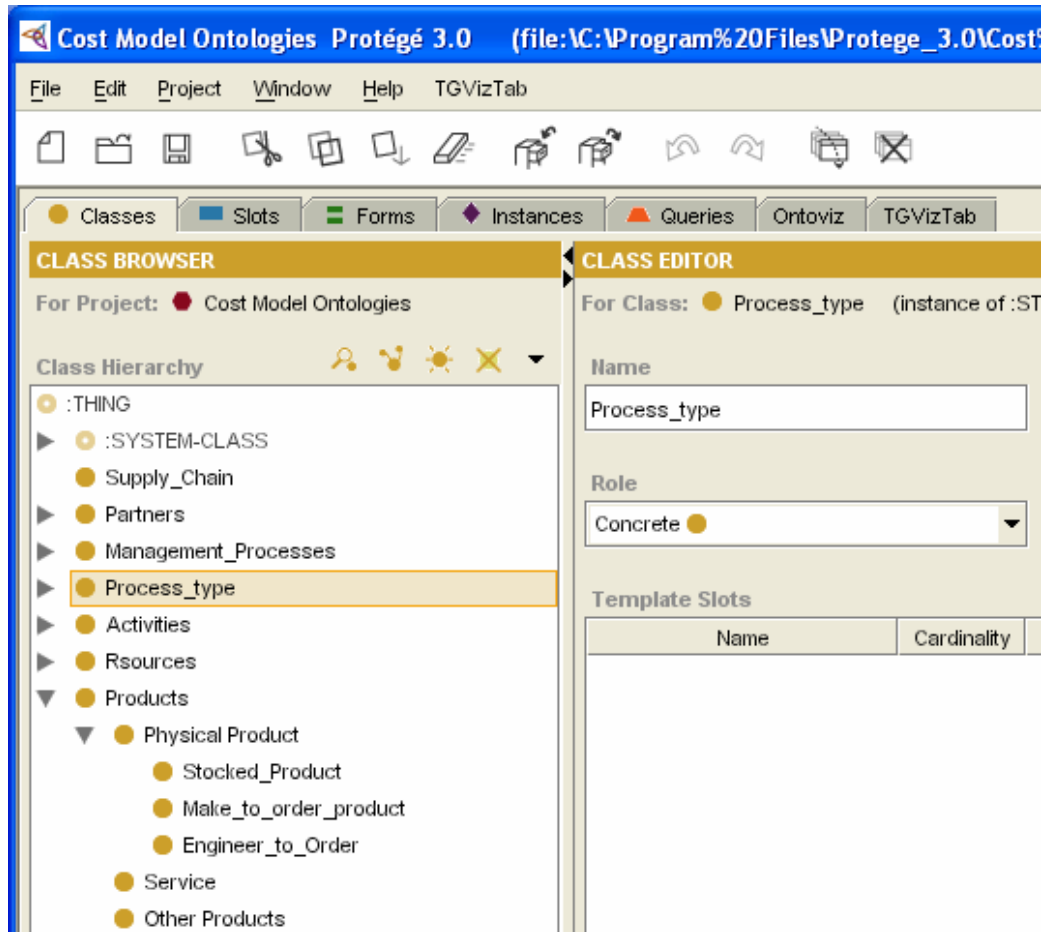 Cost Model Ontologies Protégé 3.0 (file:\C:\Program%20Files\Protege_3.0\Cost%
File Edit Project Window Help TGVizTab
Classes Slots Forms Instances Queries Ontoviz TGVizTab
CLASS BROWSER
For Project: Cost Model Ontologies
Class Hierarchy
:THING
:SYSTEM-CLASS
Supply_Chain
Partners
Management_Processes
Process_type
Activities
Rsources
Products
Physical Product
Stocked_Product
Make_to_order_product
Engineer_to_Order
Service
Other Products
CLASS EDITOR
For Class: Process_type (instance of :ST
Name
Process_type
Role
Concrete
Template Slots
Name Cardinality